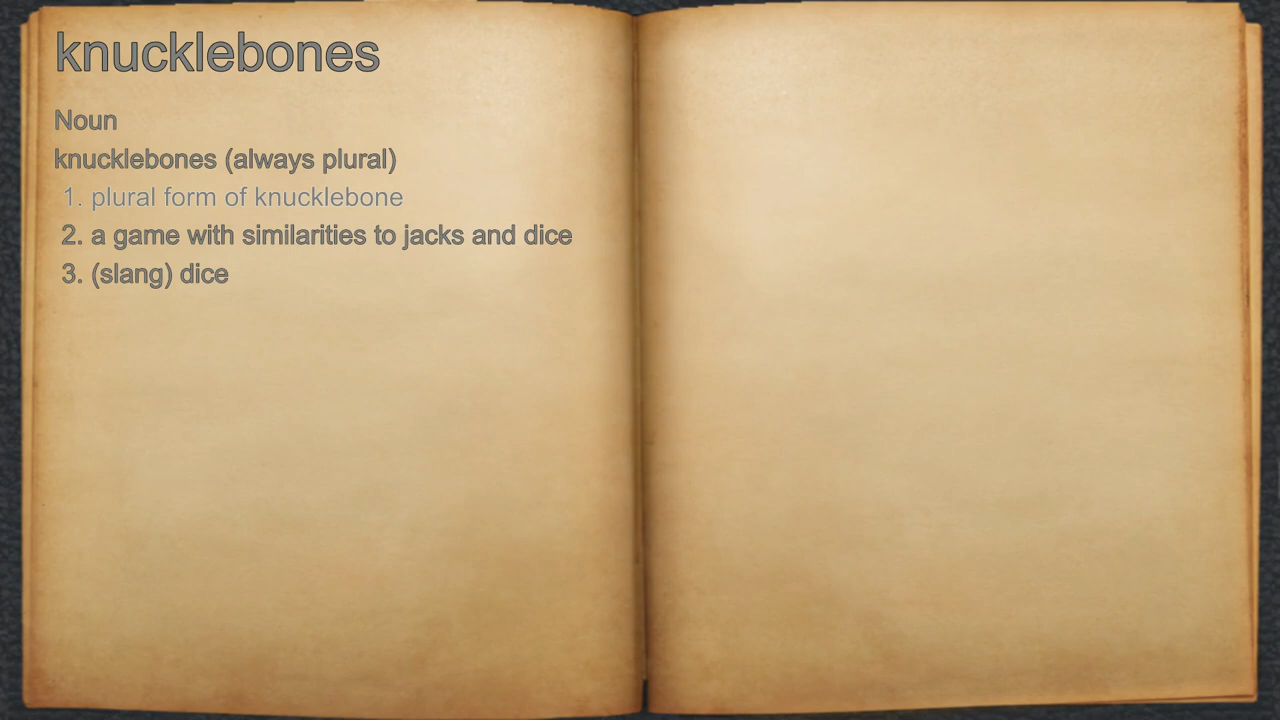 knucklebones
Noun
knucklebones (always plural)
1. plural form of knucklebone
2. a game with similarities to jacks and dice
3. (slang) dice